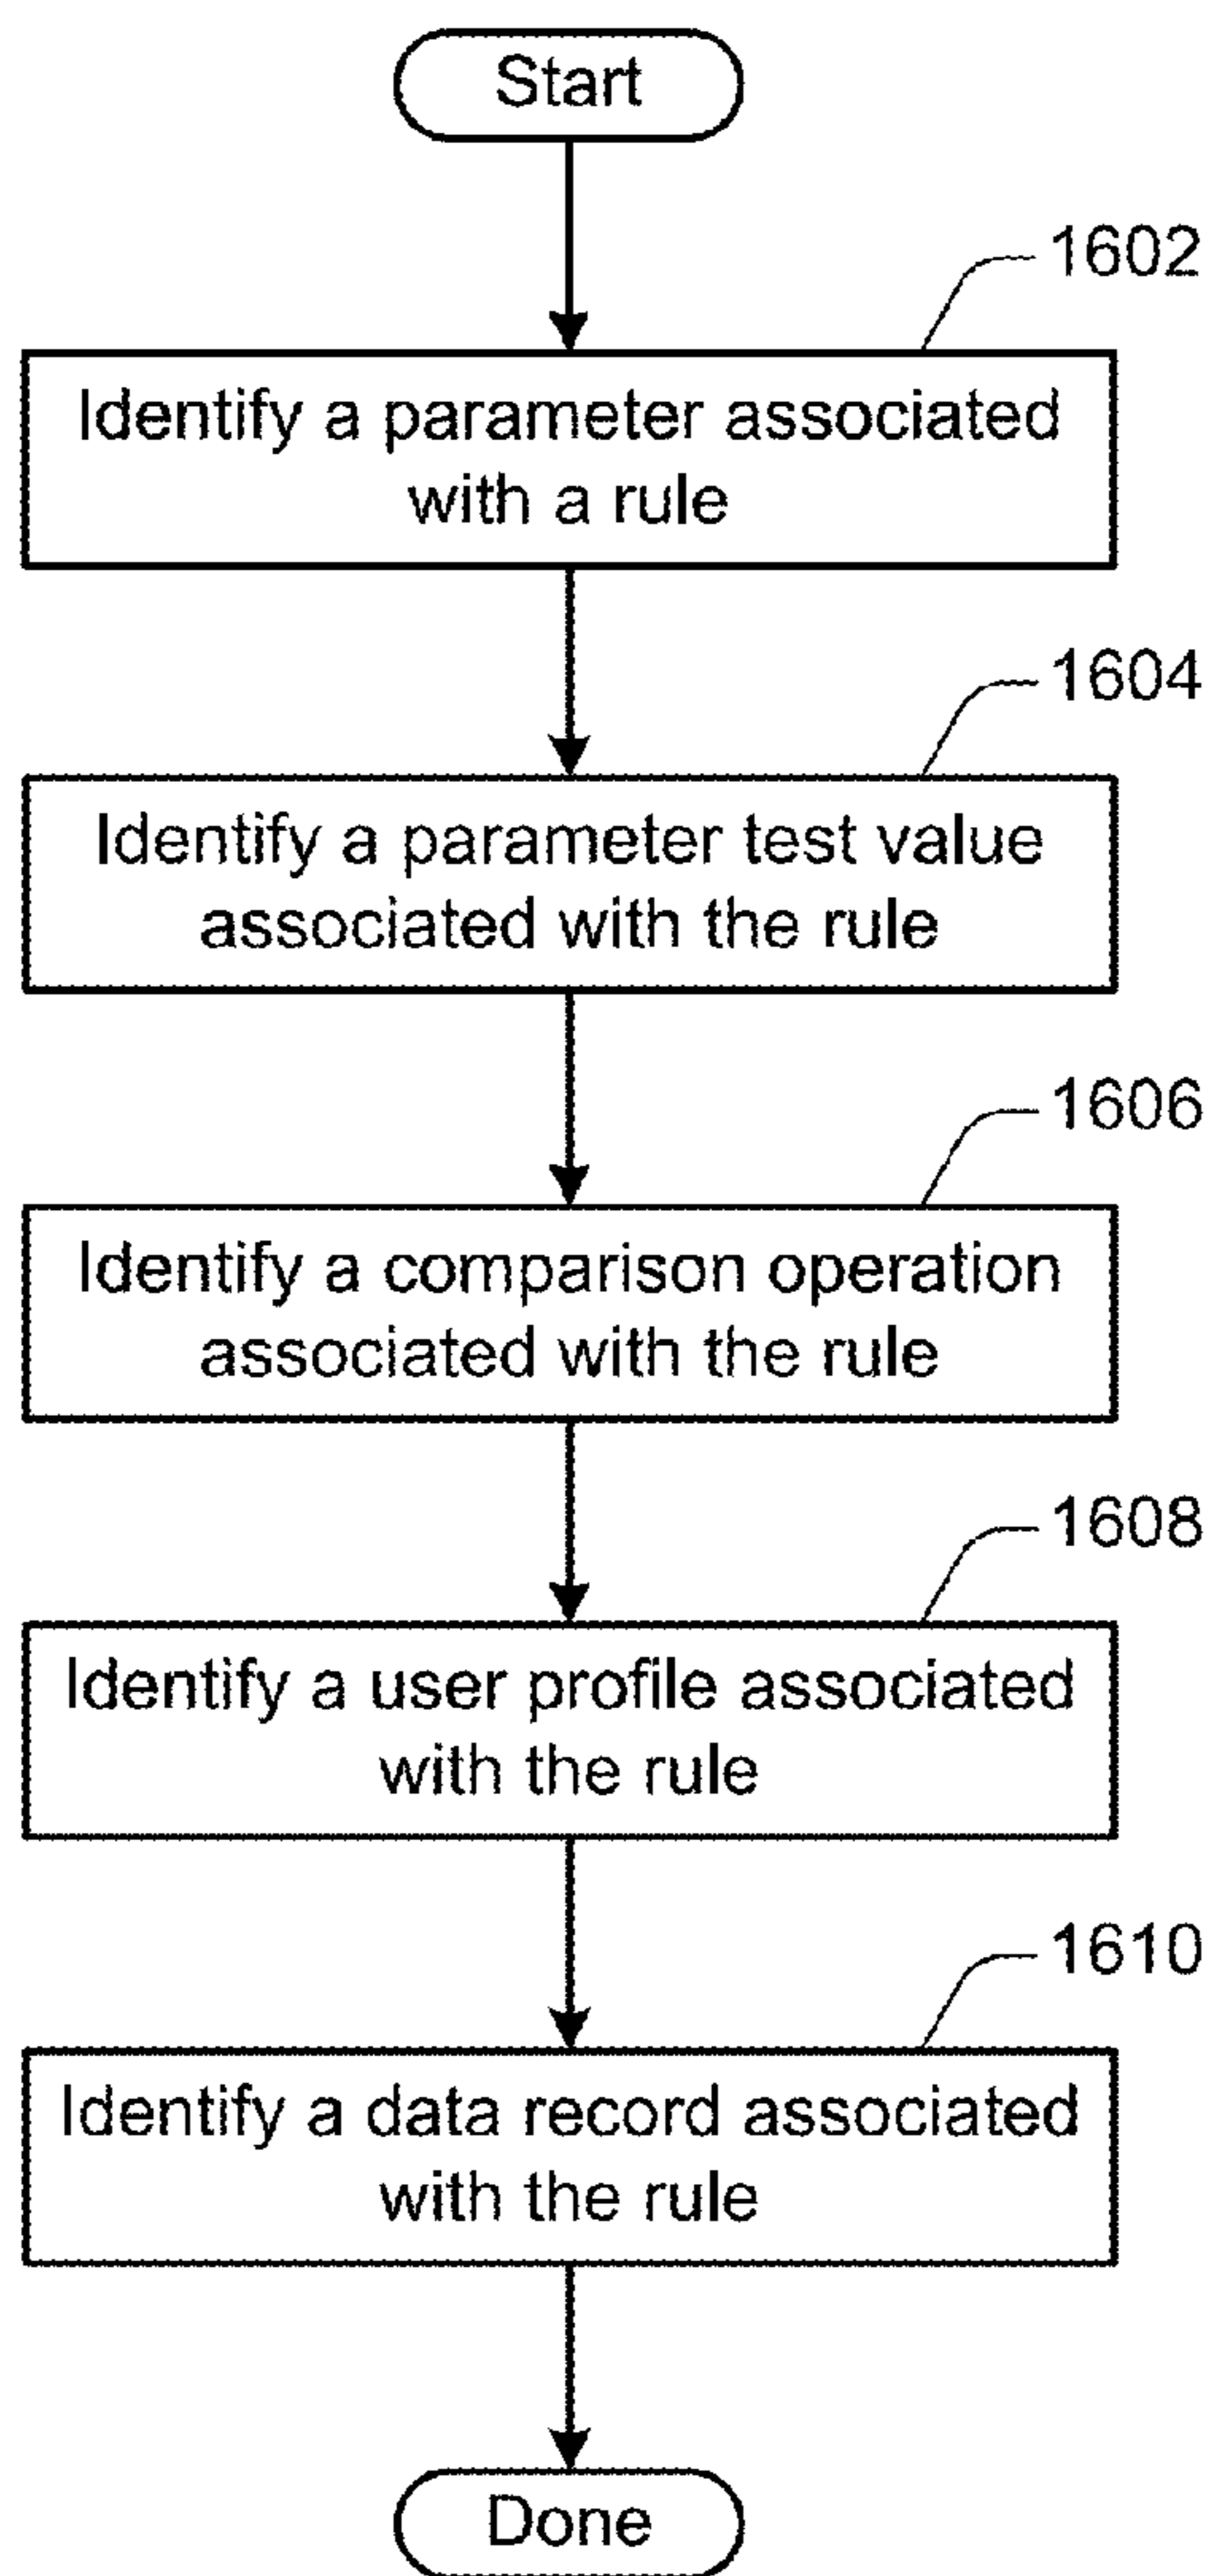 Start
1602
Identify a parameter associated
with a rule
1604
Identify a parameter test value
associated with the rule
1606
Identify a comparison operation
associated with the rule
1608
Identify a user profile associated
with the rule
1610
Identify a data record associated
with the rule
Done